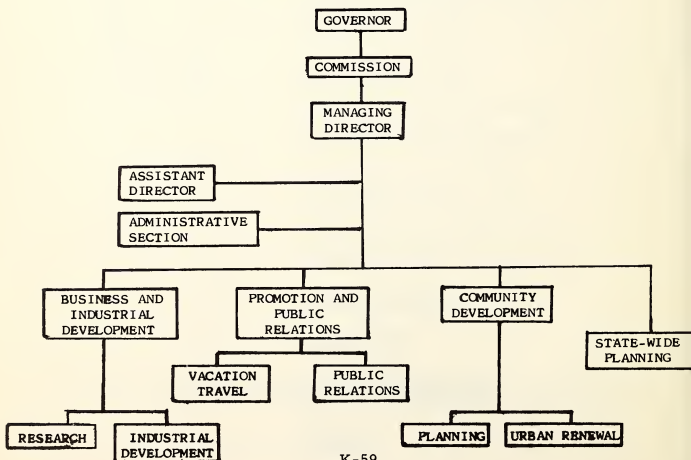 GOVERNOR
COMMISSION
MANAGING
DIRECTOR
ASSISTANT
DIRECTOR
ADMINISTRATIVE
SECTION
BUSINESS AND
INDUSTRIAL
DEVELOPMENT
PROMOTION AND
PUBLIC
RELATIONS
COMMUNITY
DEVELOPMENT
STATE-WIDE
PLANNING
VACATION
TRAVEL
PUBLIC
RELATIONS
RESEARCH
INDUSTRIAL
DEVELOPMENT
PLANNING
URBAN RENEWAL
K-59